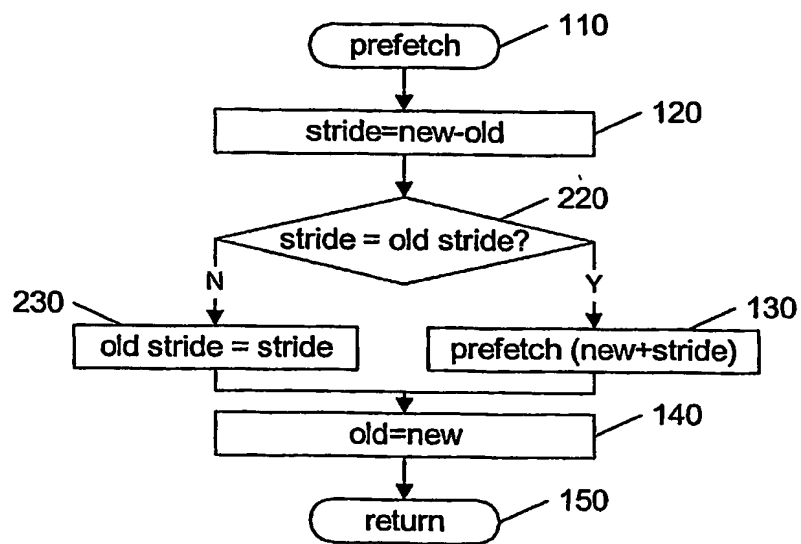 prefetch
110
stride=new-old
120
stride = old stride?
220
N
Y
230
old stride = stride
prefetch (new+stride)
130
old=new
140
return
150